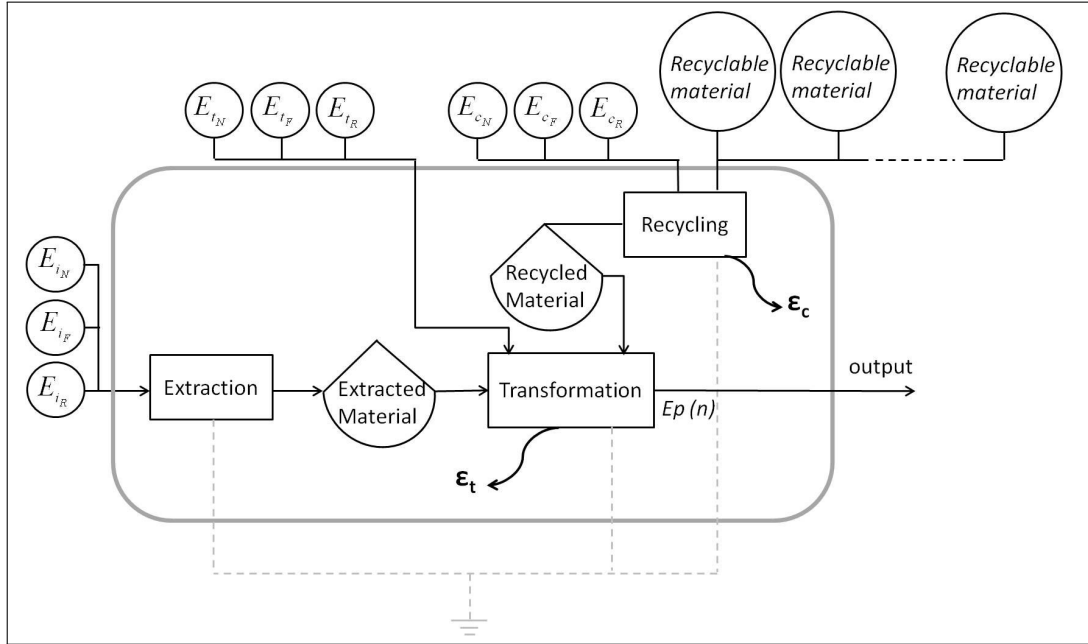 Recyclable
material
Recyclable
material
Recyclable
material
E_{t_N} E_{t_F} E_{t_R}
E_{c_N} E_{c_F} E_{c_R}
Recycling
E_{i_N}
E_{i_F}
E_{i_R}
Recycled
Material
ε_c
Extraction
Extracted
Material
Transformation
output
Ep (n)
ε_t